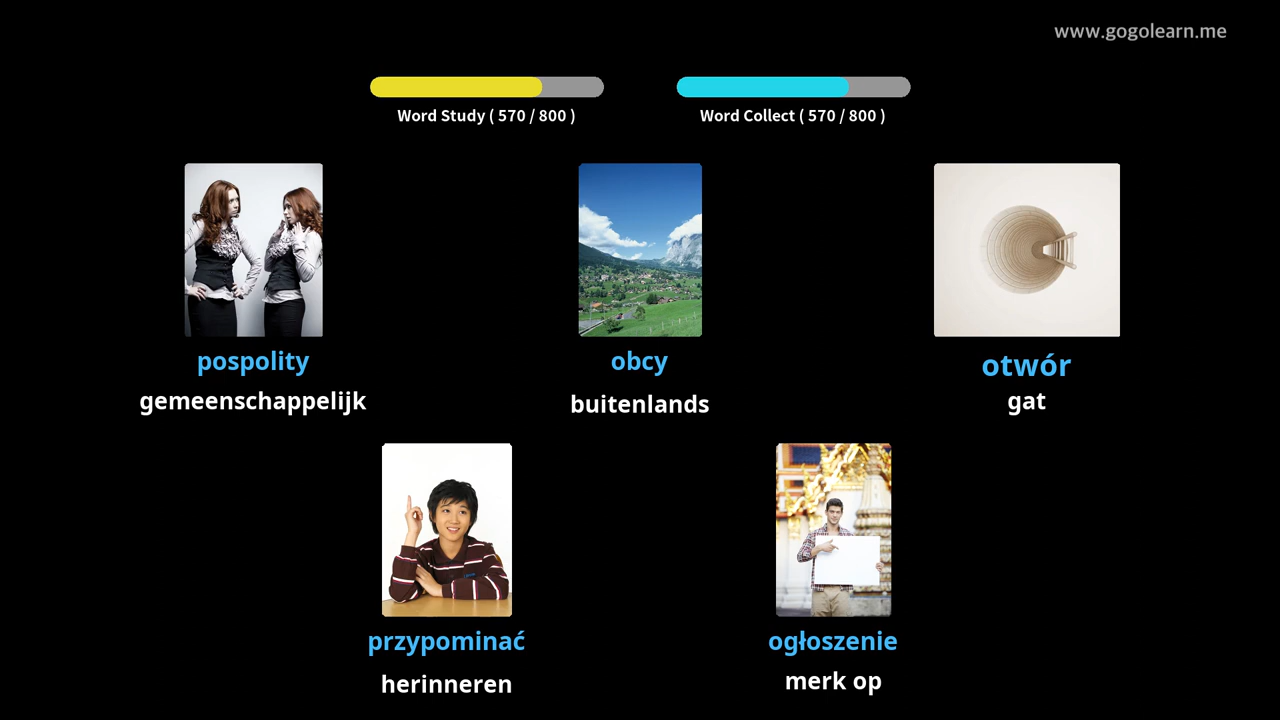 www.gogolearn.me
Word Study ( 570 / 800 )
Word Collect ( 570 / 800 )
pospolity
gemeenschappelijk
obcy
buitenlands
otwór
gat
przypominać
herinneren
ogłoszenie
merk op